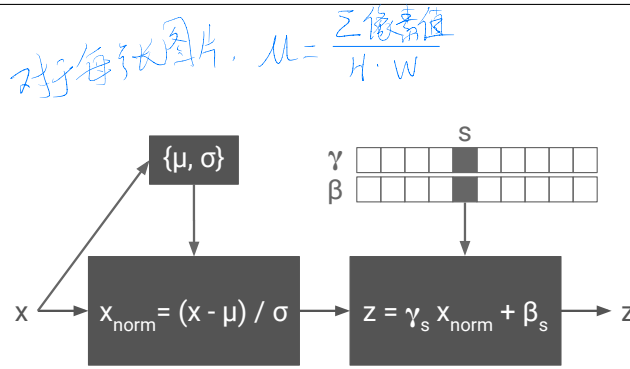 对于每张图片, μ = Σ像素值 / H·W
{μ, σ}
s
γ
β
x
x_norm = (x - μ) / σ
z = γ_s x_norm + β_s
z